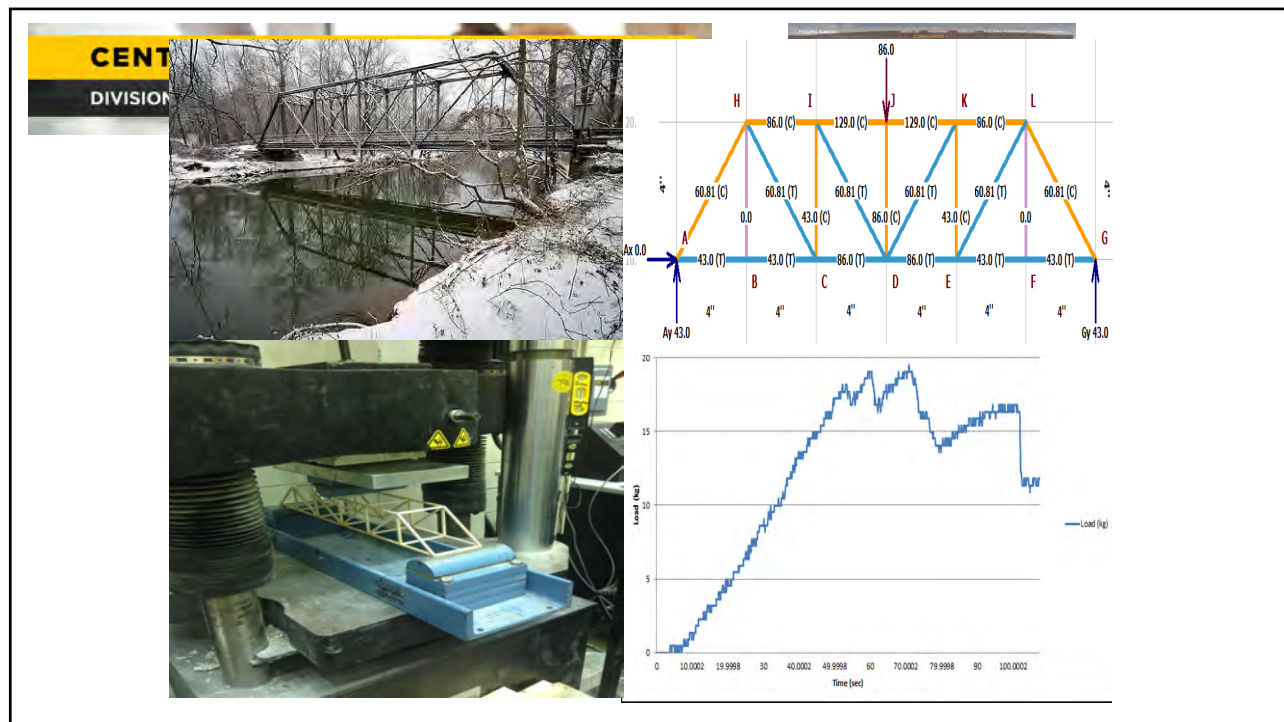 CENT
DIVISION
86.0
H I J K L
20.
86.0 (C) 129.0 (C) 129.0 (C) 86.0 (C)
4"
60.81 (C) 60.81 (T) 60.81 (T) 60.81 (T) 60.81 (T) 60.81 (C)
4"
0.0 43.0 (C) 86.0 (C) 43.0 (C) 0.0
A G
Ax 0.0
43.0 (T) 43.0 (T) 86.0 (T) 86.0 (T) 43.0 (T) 43.0 (T)
B C D E F
4" 4" 4" 4" 4" 4"
Ay 43.0 Gy 43.0
20
15
10
5
0
Load (kg)
Load (kg)
0 10.0002 19.9998 30 40.0002 49.9998 60 70.0002 79.9998 90 100.0002
Time (sec)